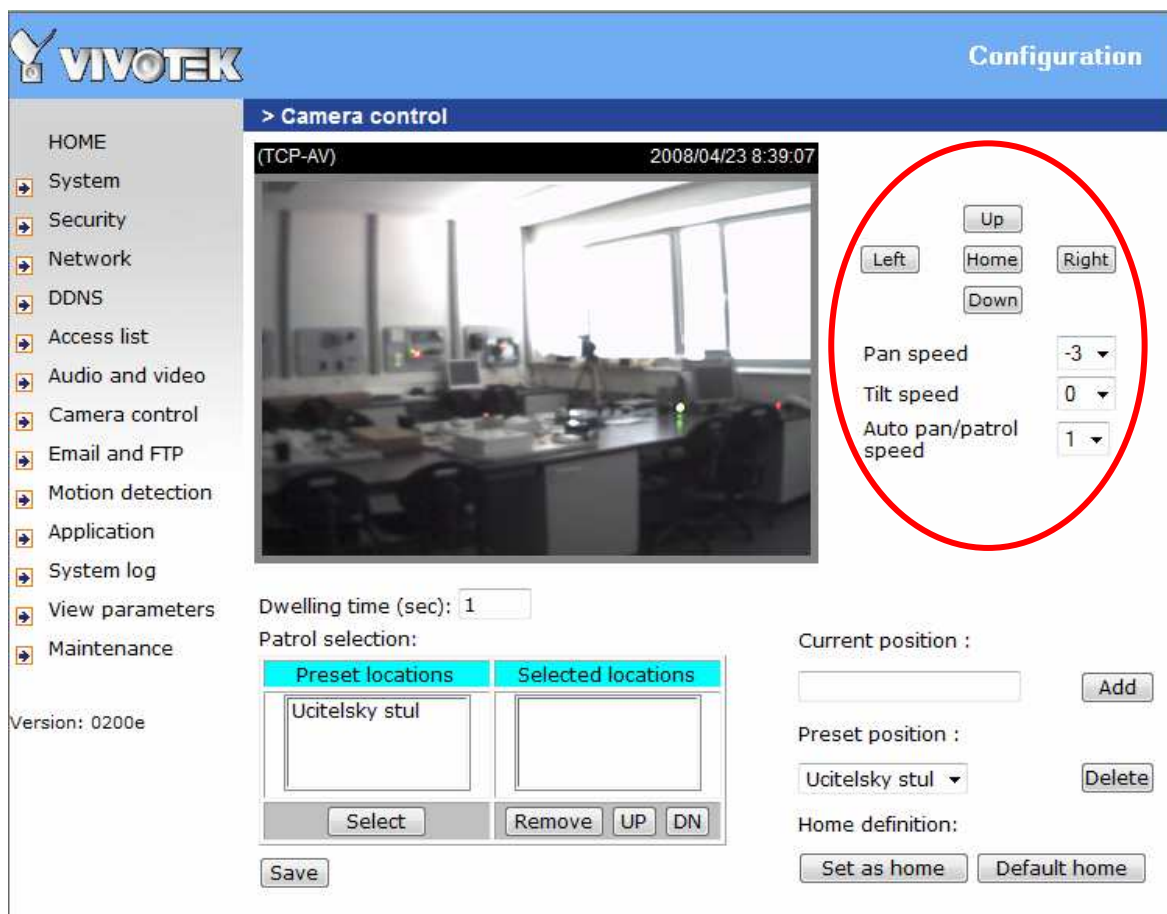 VIVOTEK
Configuration
> Camera control
HOME
System
Security
Network
DDNS
Access list
Audio and video
Camera control
Email and FTP
Motion detection
Application
System log
View parameters
Maintenance
Version: 0200e
(TCP-AV) 2008/04/23 8:39:07
Up
Left Home Right
Down
Pan speed -3
Tilt speed 0
Auto pan/patrol
speed 1
Dwelling time (sec): 1
Patrol selection:
Preset locations Selected locations
Ucitelsky stul
Select Remove UP DN
Save
Current position :
Add
Preset position :
Ucitelsky stul Delete
Home definition:
Set as home Default home